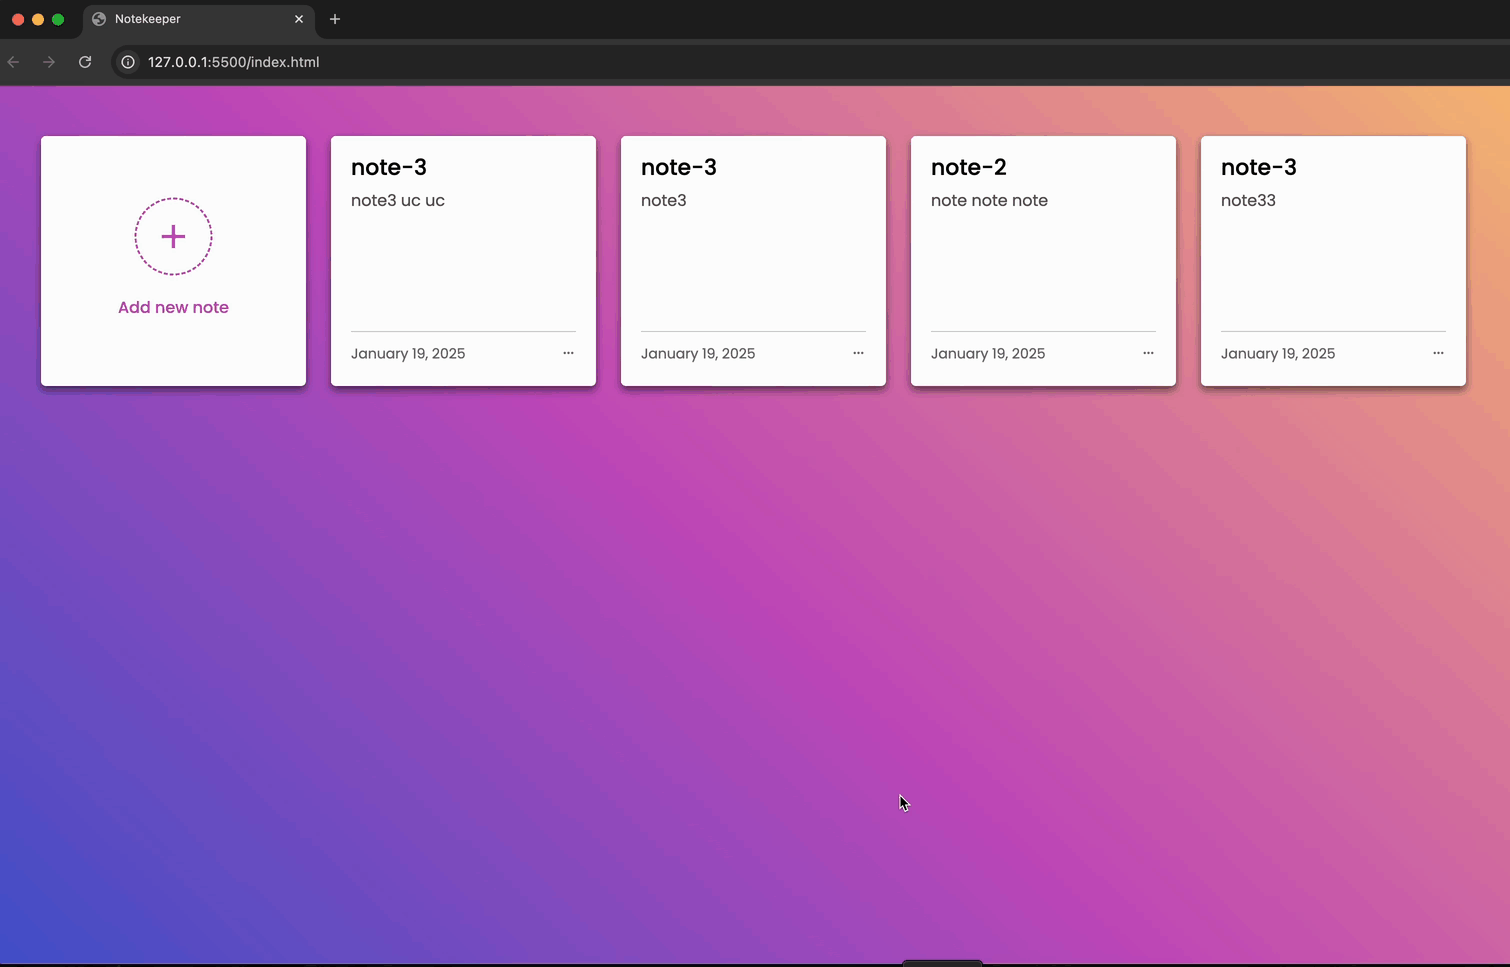 Notekeeper
127.0.0.1:5500/index.html
Add new note
note-3
note3 uc uc
January 19, 2025
note-3
note3
January 19, 2025
note-2
note note note
January 19, 2025
note-3
note33
January 19, 2025